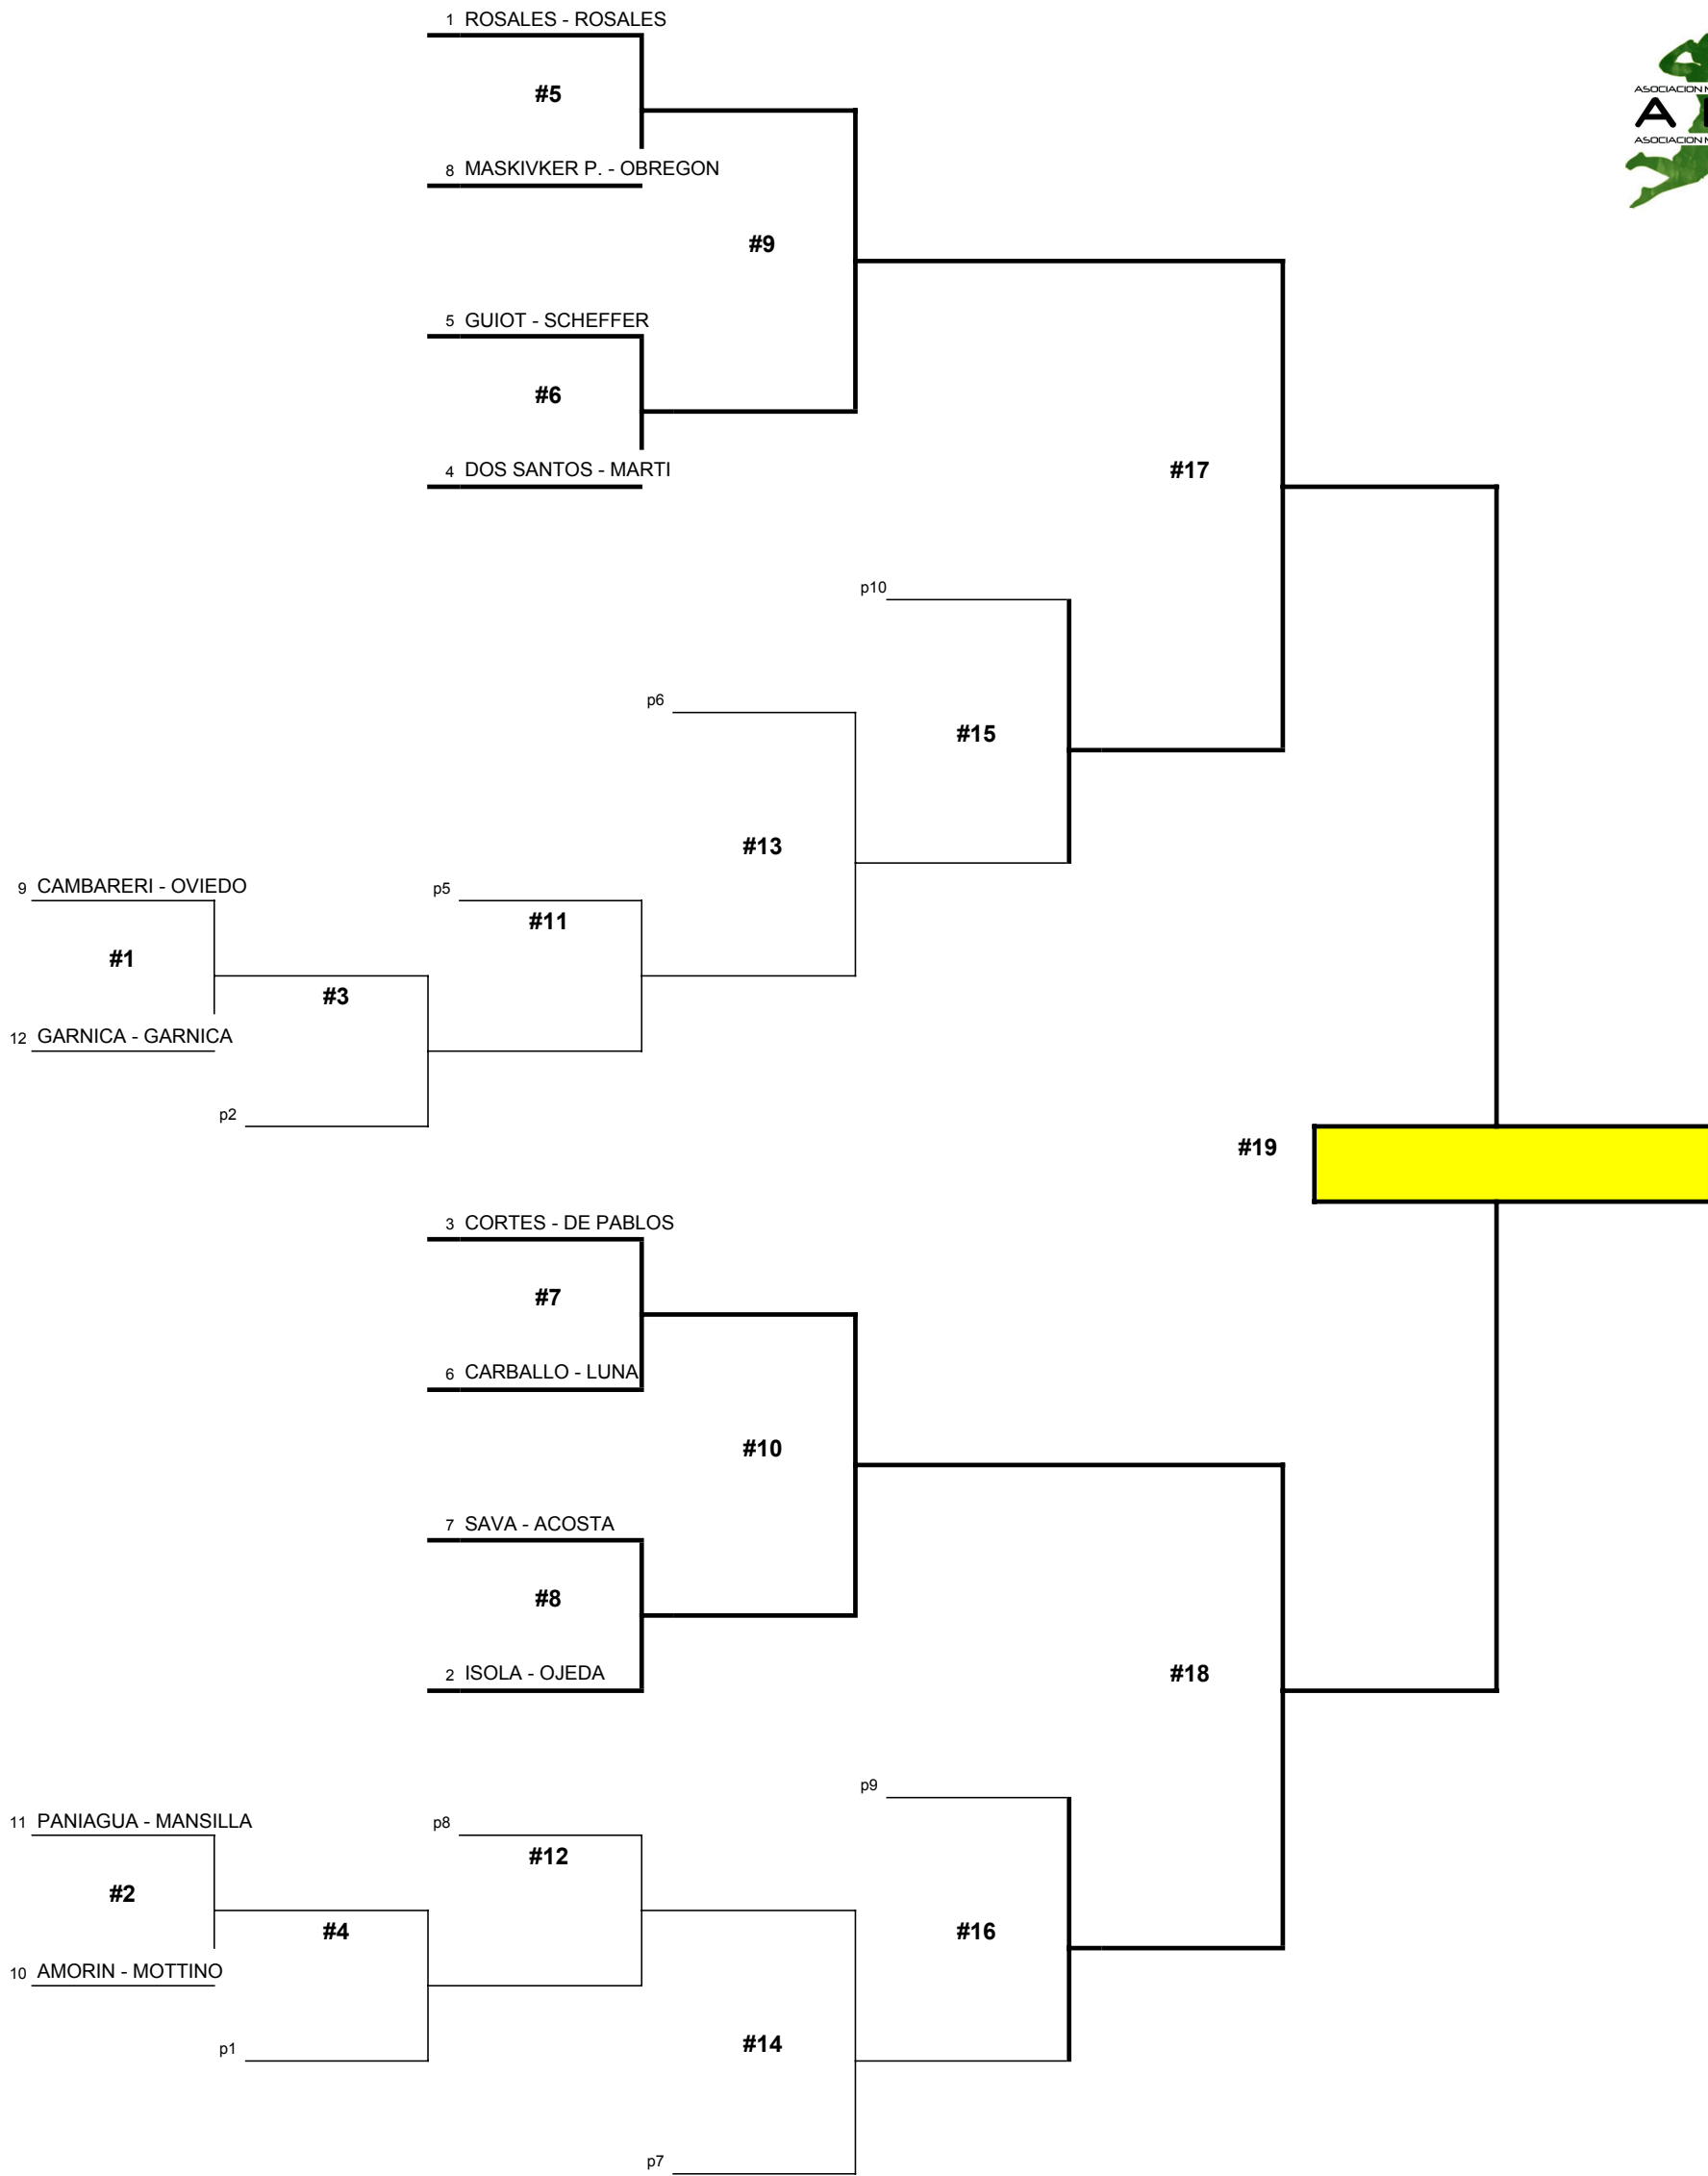 1 ROSALES - ROSALES
#5
ASOCIACION
A
ASOCIACION
8 MASKIVKER P. - OBREGON
#9
5 GUIOT - SCHEFFER
#6
4 DOS SANTOS - MARTI
#17
p10
p6
#15
#13
9 CAMBARERI - OVIEDO
p5
#11
#1
#3
12 GARNICA - GARNICA
p2
#19
3 CORTES - DE PABLOS
#7
6 CARBALLO - LUNA
#10
7 SAVA - ACOSTA
#8
2 ISOLA - OJEDA
#18
p9
11 PANIAGUA - MANSILLA
p8
#12
#2
#4
#16
10 AMORIN - MOTTINO
p1
#14
p7